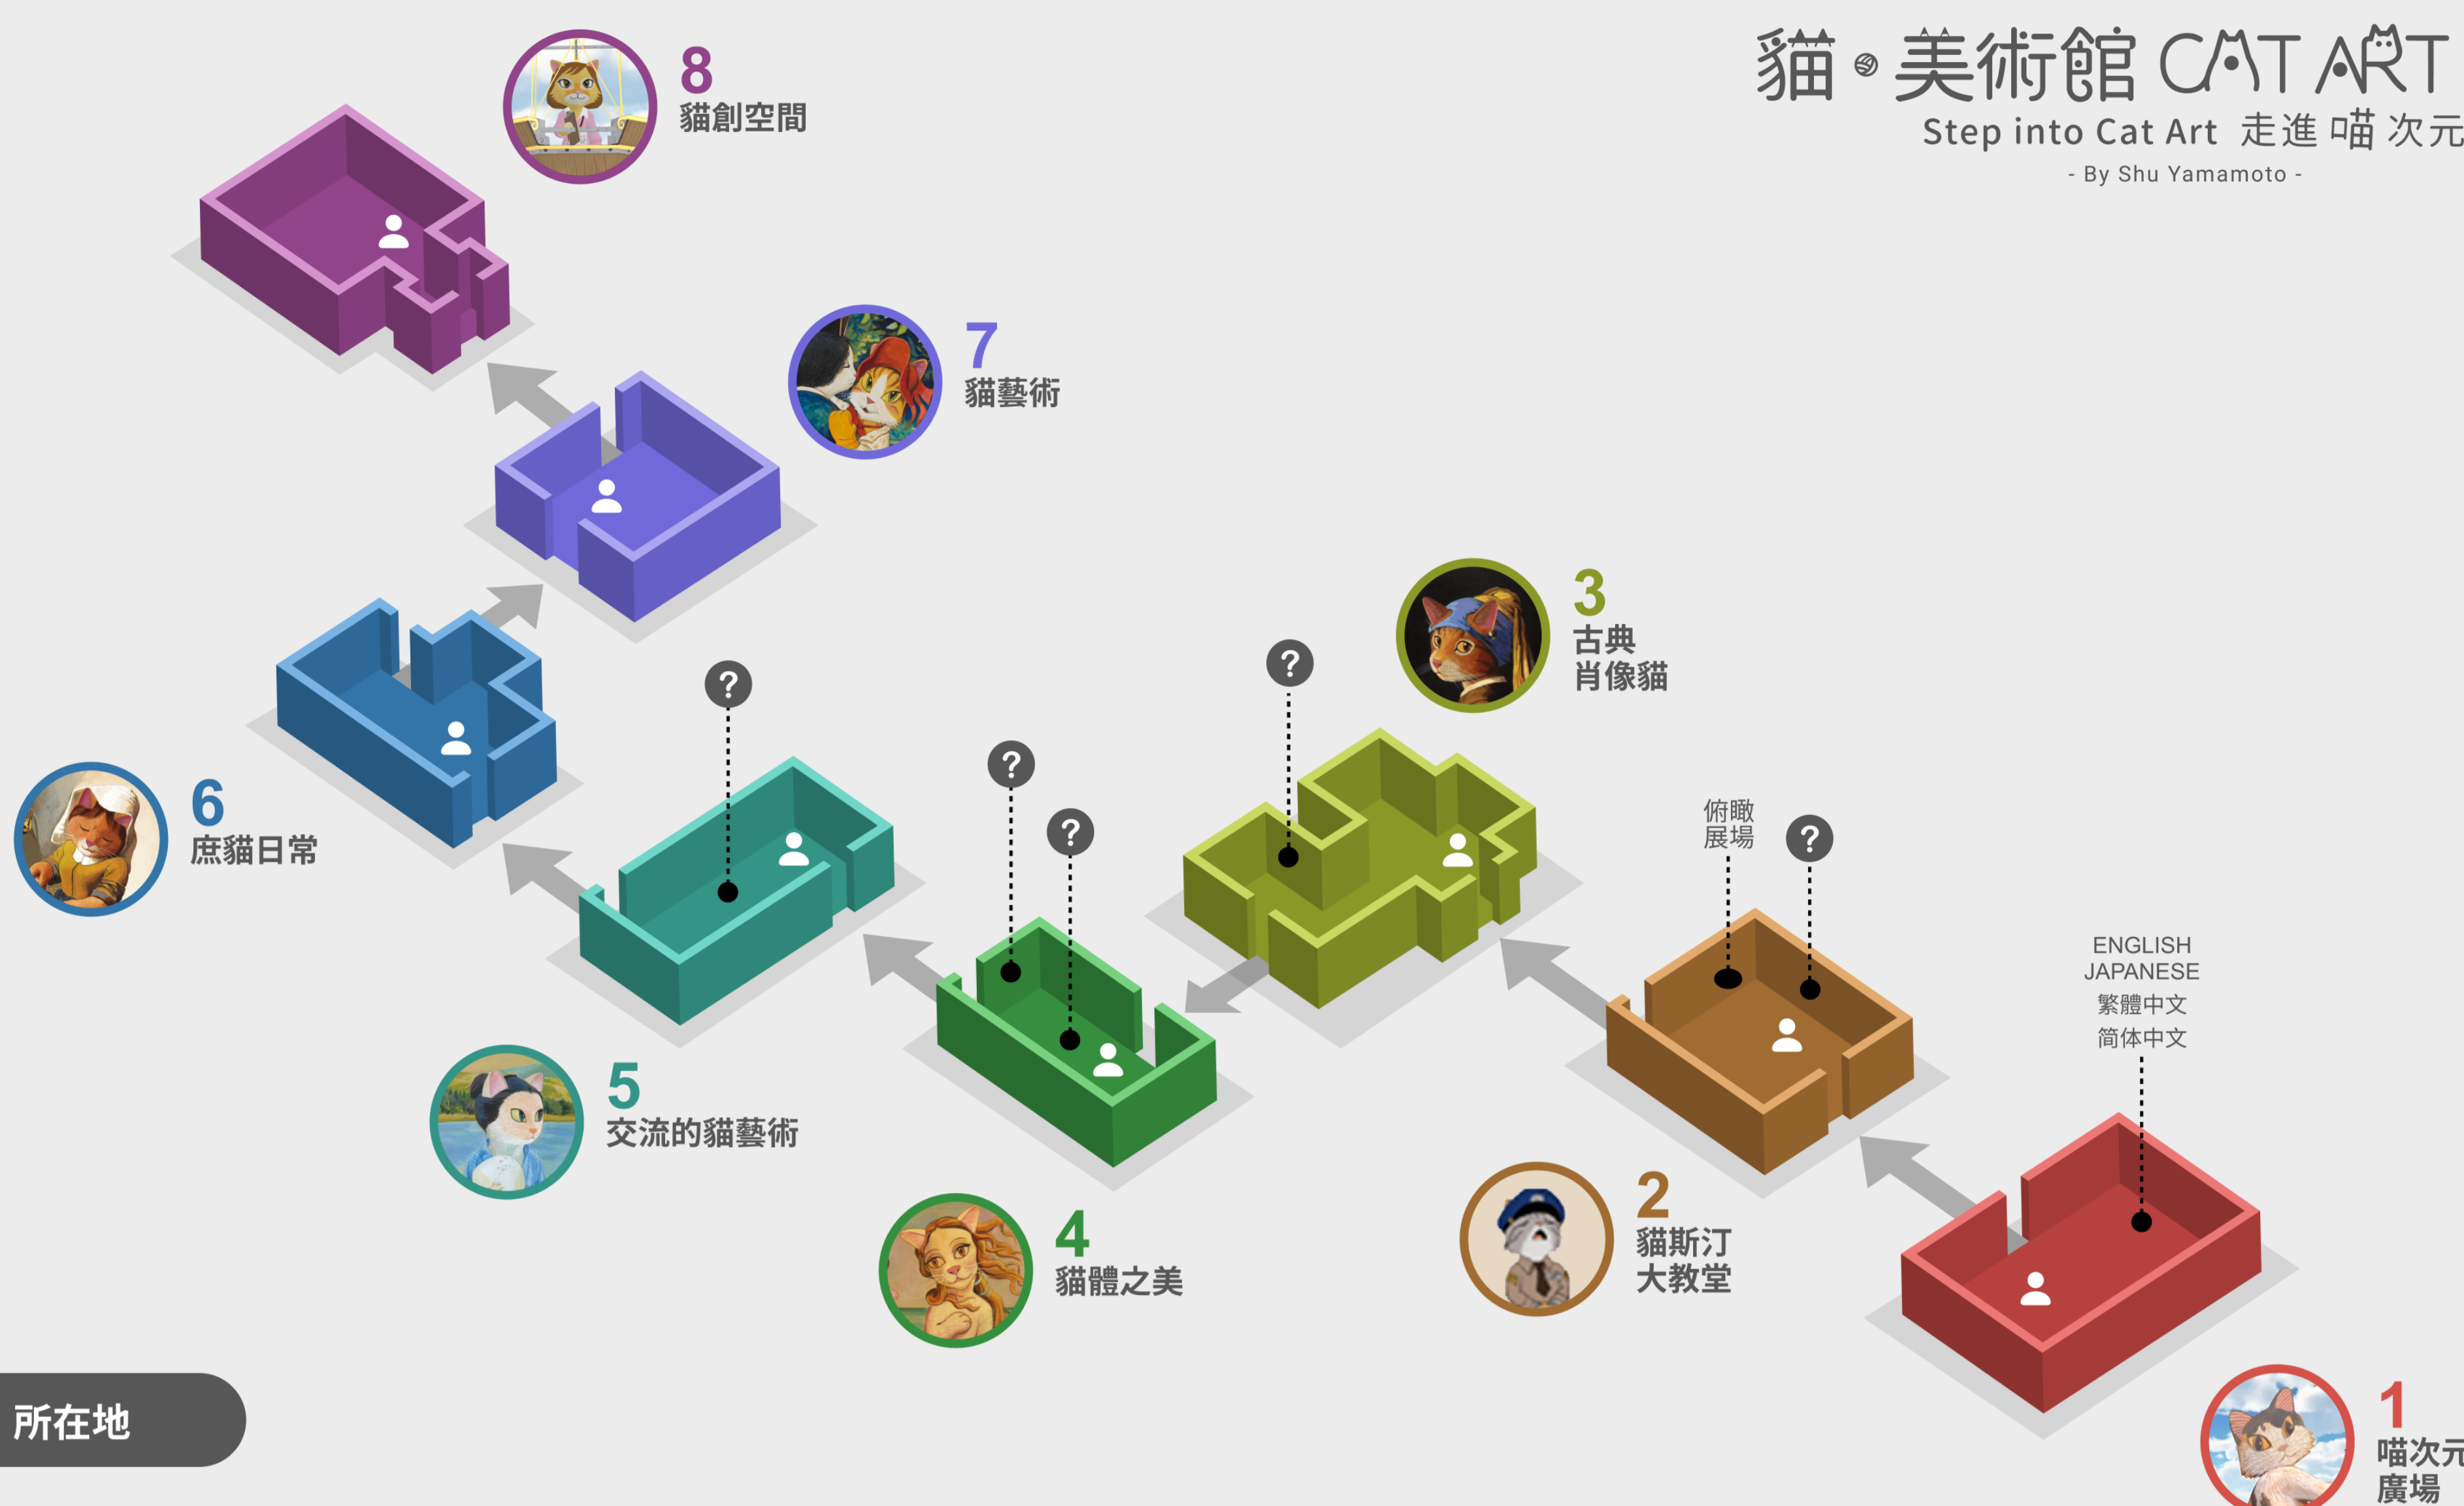 貓•美術館 CAT ART
Step into Cat Art 走進喵次元
- By Shu Yamamoto -
8
貓創空間
7
貓藝術
3
古典
肖像貓
?
?
?
?
俯瞰
展場
?
6
庶貓日常
ENGLISH
JAPANESE
繁體中文
简体中文
5
交流的貓藝術
4
貓體之美
2
貓斯汀
大教堂
1
喵次元
廣場
所在地